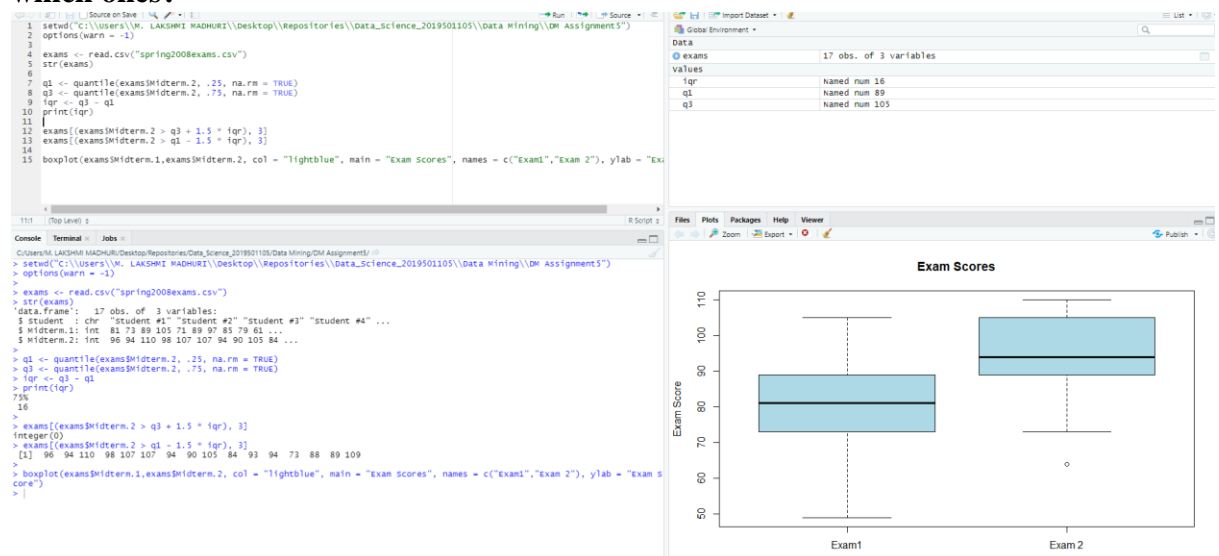 which ones?
Source on Save
Run
Source
1 setwd("C:\\Users\\M. LAKSHMI MADHURI\\Desktop\\Repositories\\Data_Science_2019501105\\Data Mining\\DM Assignment5")
2 options(warn = -1)
3
4 exams <- read.csv("spring2008exams.csv")
5 str(exams)
6
7 q1 <- quantile(exams$Midterm.2, .25, na.rm = TRUE)
8 q3 <- quantile(exams$Midterm.2, .75, na.rm = TRUE)
9 iqr <- q3 - q1
10 print(iqr)
11
12 exams[(exams$Midterm.2 > q3 + 1.5 * iqr), 3]
13 exams[(exams$Midterm.2 > q1 - 1.5 * iqr), 3]
14
15 boxplot(exams$Midterm.1,exams$Midterm.2, col = "lightblue", main = "Exam Scores", names = c("Exam1","Exam 2"), ylab = "Exa
11:1 (Top Level) R Script
Console Terminal Jobs
C:/Users/M. LAKSHMI MADHURI/Desktop/Repositories/Data_Science_2019501105/Data Mining/DM Assignment5/
> setwd("C:\\Users\\M. LAKSHMI MADHURI\\Desktop\\Repositories\\Data_Science_2019501105\\Data Mining\\DM Assignment5")
> options(warn = -1)
>
> exams <- read.csv("spring2008exams.csv")
> str(exams)
'data.frame': 17 obs. of 3 variables:
$ Student : chr "Student #1" "Student #2" "Student #3" "Student #4" ...
$ Midterm.1: int 81 73 89 105 71 89 97 85 79 61 ...
$ Midterm.2: int 96 94 110 98 107 107 94 90 105 84 ...
>
> q1 <- quantile(exams$Midterm.2, .25, na.rm = TRUE)
> q3 <- quantile(exams$Midterm.2, .75, na.rm = TRUE)
> iqr <- q3 - q1
> print(iqr)
75%
16
>
> exams[(exams$Midterm.2 > q3 + 1.5 * iqr), 3]
integer(0)
> exams[(exams$Midterm.2 > q1 - 1.5 * iqr), 3]
[1] 96 94 110 98 107 107 94 90 105 84 93 94 73 88 89 109
>
> boxplot(exams$Midterm.1,exams$Midterm.2, col = "lightblue", main = "Exam Scores", names = c("Exam1","Exam 2"), ylab = "Exam S
core")
>
Import Dataset
List
Global Environment
Data
exams 17 obs. of 3 variables
Values
iqr Named num 16
q1 Named num 89
q3 Named num 105
Files Plots Packages Help Viewer
Zoom Export Publish
Exam Scores
Exam Score
110
100
90
80
70
60
50
Exam1 Exam 2